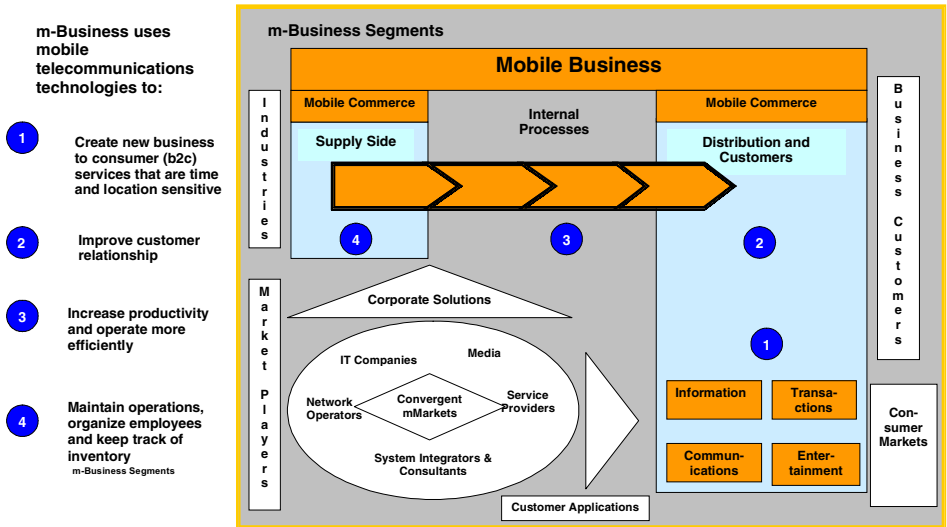 m-Business uses
mobile
telecommunications
technologies to:
1
Create new business
to consumer (b2c)
services that are time
and location sensitive
2
Improve customer
relationship
3
Increase productivity
and operate more
efficiently
4
Maintain operations,
organize employees
and keep track of
inventory
m-Business Segments
m-Business Segments
Mobile Business
Industries
Mobile Commerce
Internal
Processes
Mobile Commerce
Supply Side
Distribution and
Customers
4
3
2
Business Customers
Market Players
Corporate Solutions
IT Companies
Media
Network
Operators
Convergent
mMarkets
Service
Providers
System Integrators &
Consultants
1
Information
Transa-
ctions
Commun-
ications
Enter-
tainment
Con-
sumer
Markets
Customer Applications